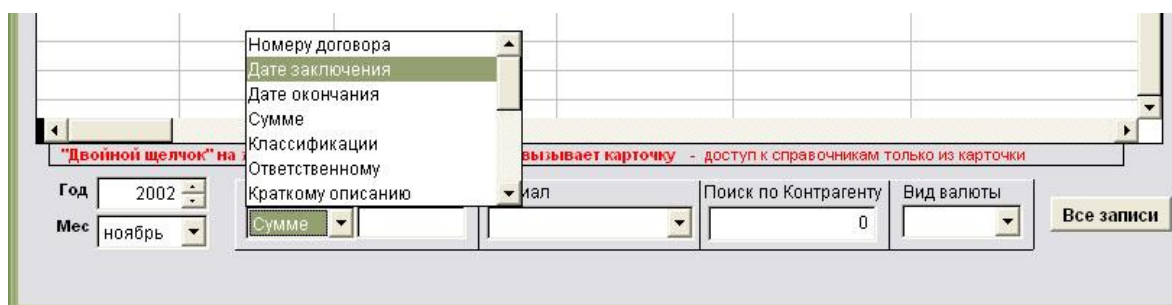 Номеру договора
Дате заключения
Дате окончания
Сумме
Классификации
Ответственному
Краткому описанию
"Двойной щелчок" на вызывает карточку - доступ к справочникам только из карточки
Год 2002
Поиск по Контрагенту Вид валюты
Мес ноябрь Сумме 0 Все записи